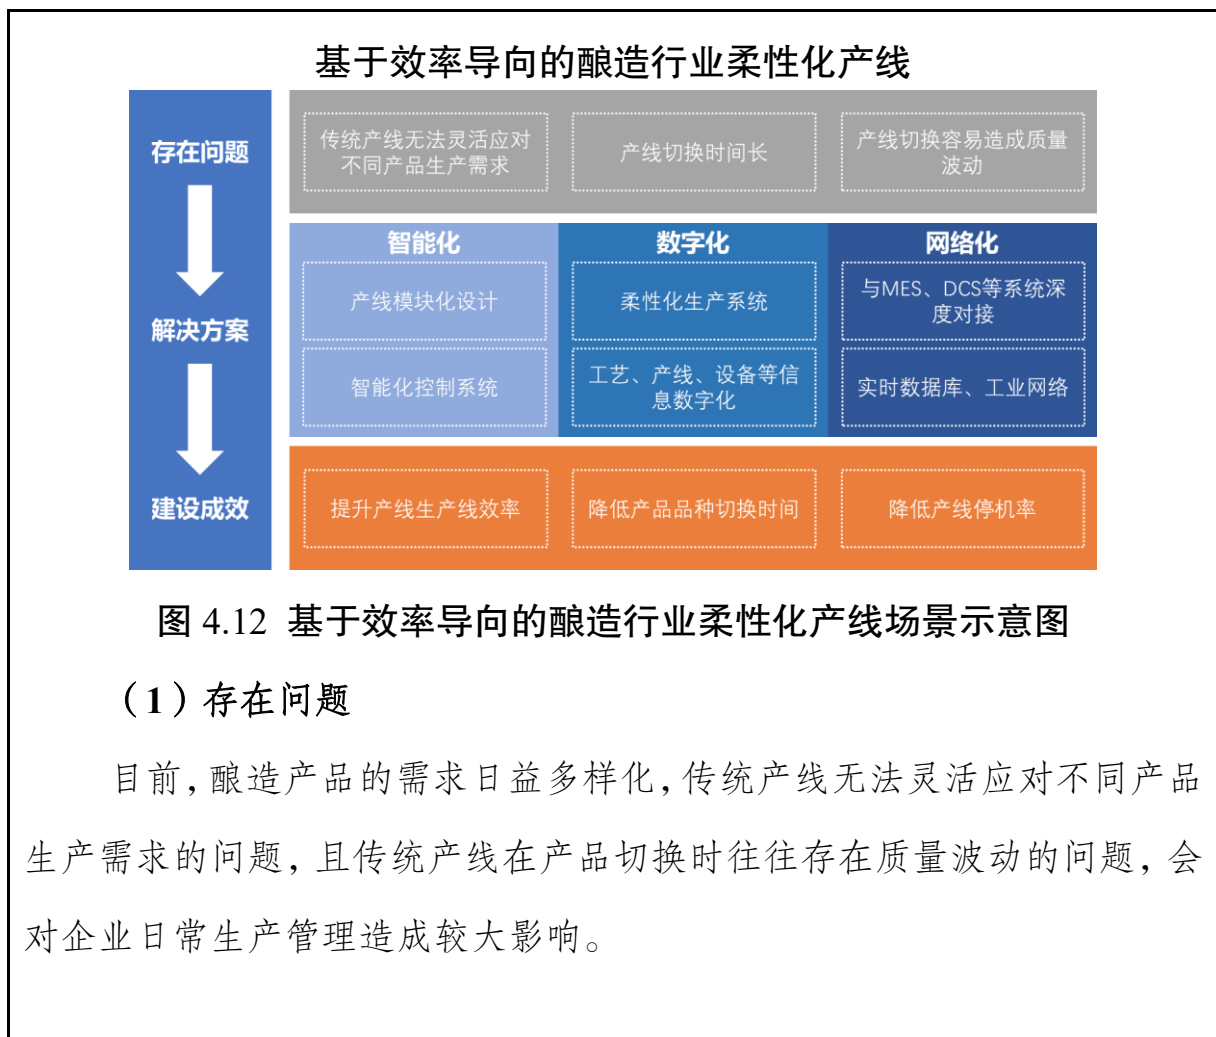 基于效率导向的酿造行业柔性化产线
存在问题
传统产线无法灵活应对
不同产品生产需求
产线切换时间长
产线切换容易造成质量
波动
解决方案
智能化
产线模块化设计
智能化控制系统
数字化
柔性化生产系统
工艺、产线、设备等信
息数字化
网络化
与MES、DCS等系统深
度对接
实时数据库、工业网络
建设成效
提升产线生产线效率
降低产品品种切换时间
降低产线停机率
图 4.12 基于效率导向的酿造行业柔性化产线场景示意图
（1）存在问题
目前，酿造产品的需求日益多样化，传统产线无法灵活应对不同产品
生产需求的问题，且传统产线在产品切换时往往存在质量波动的问题，会
对企业日常生产管理造成较大影响。